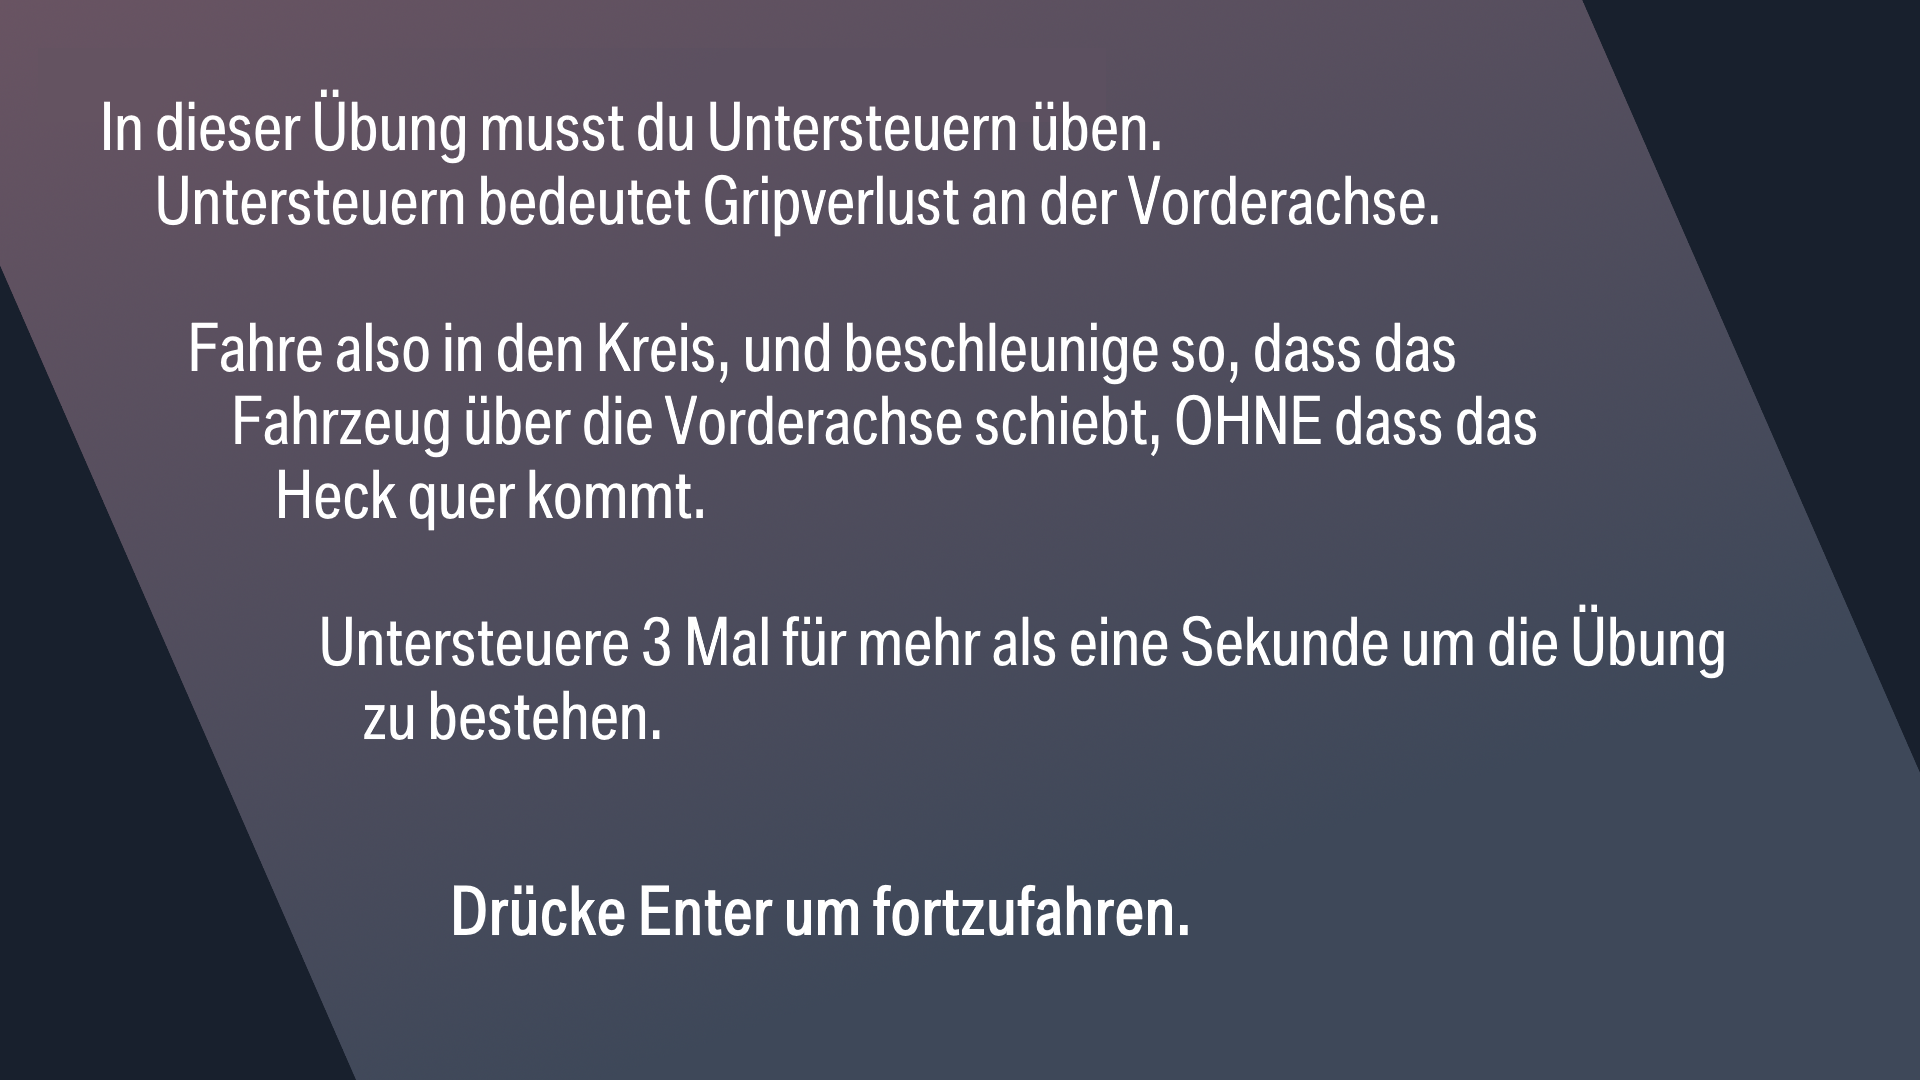 In dieser Übung musst du Untersteuern üben.
Untersteuern bedeutet Gripverlust an der Vorderachse.
Fahre also in den Kreis, und beschleunige so, dass das
Fahrzeug über die Vorderachse schiebt, OHNE dass das
Heck quer kommt.
Untersteuere 3 Mal für mehr als eine Sekunde um die Übung
zu bestehen.
Drücke Enter um fortzufahren.